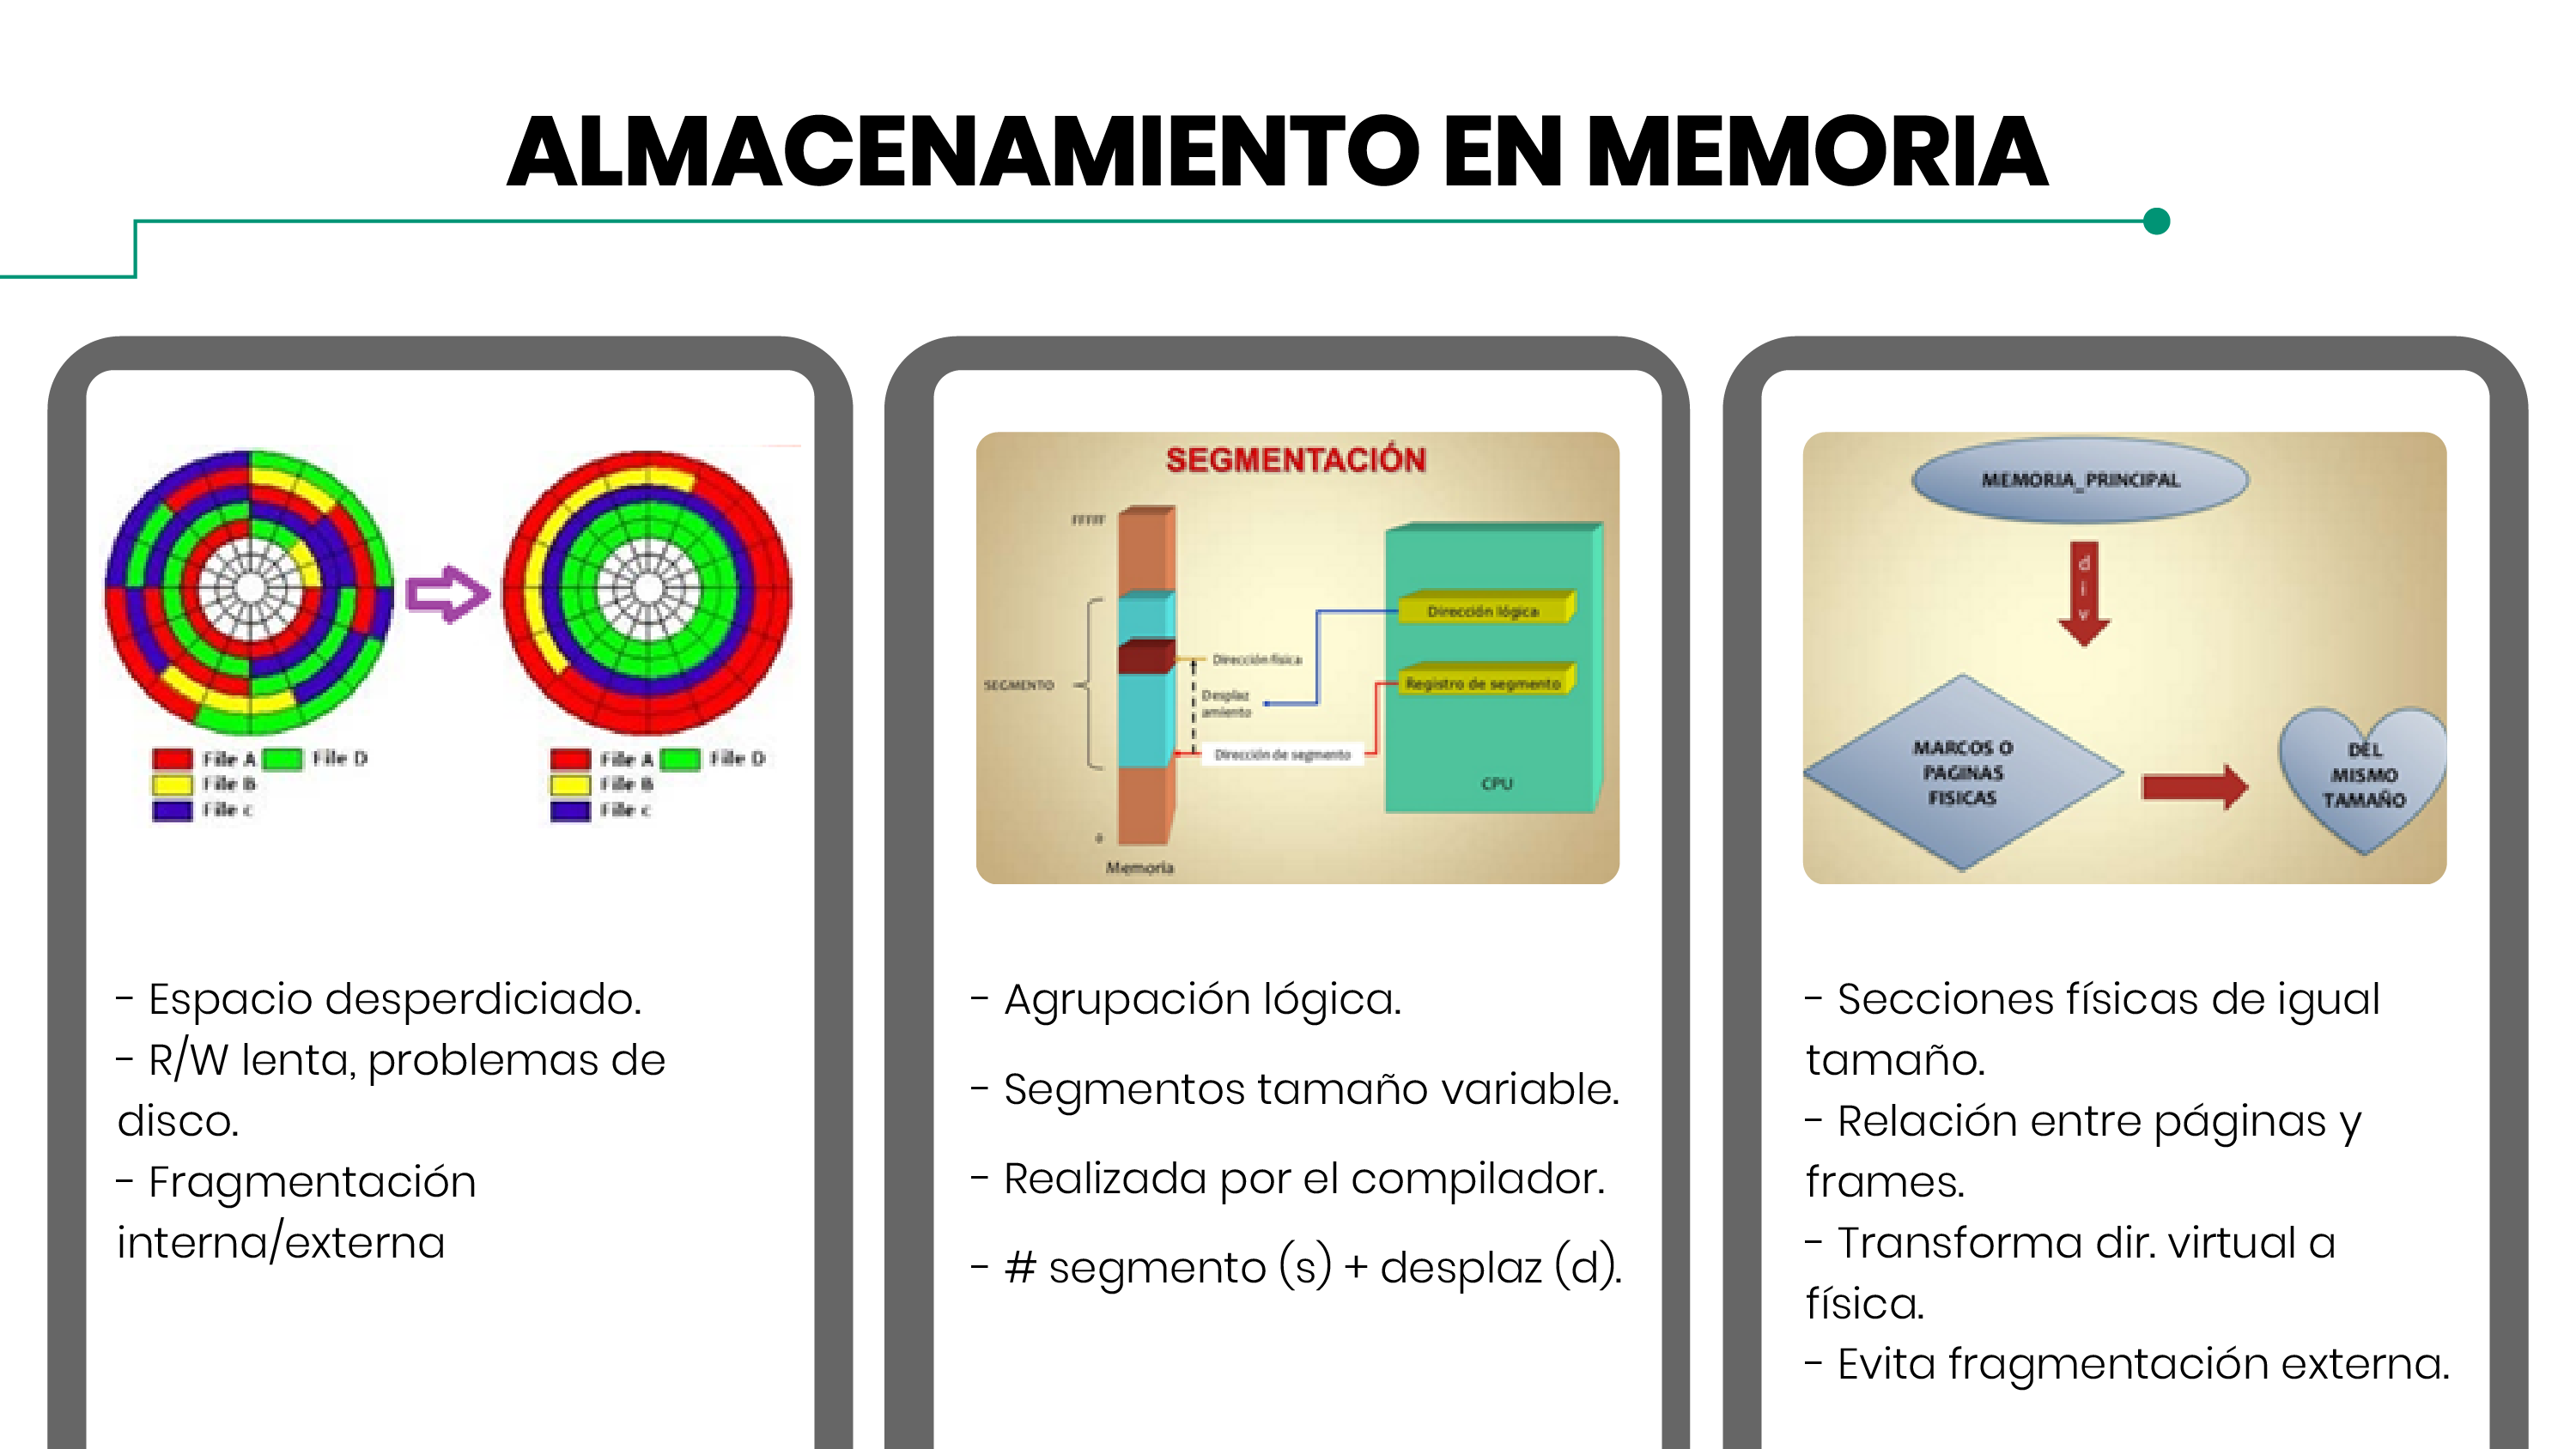 ALMACENAMIENTO EN MEMORIA
File A
File D
File B
File c
File A
File D
File B
File c
- Espacio desperdiciado.
- R/W lenta, problemas de
disco.
- Fragmentación
interna/externa
SEGMENTACIÓN
FFFFF
Dirección lógica
Dirección física
SEGMENTO
Registro de segmento
Desplaz
amiento
Dirección de segmento
CPU
0
Memoria
- Agrupación lógica.
- Segmentos tamaño variable.
- Realizada por el compilador.
- # segmento (s) + desplaz (d).
MEMORIA_PRINCIPAL
d
i
v
MARCOS O
PAGINAS
FISICAS
DEL
MISMO
TAMAÑO
- Secciones físicas de igual
tamaño.
- Relación entre páginas y
frames.
- Transforma dir. virtual a
física.
- Evita fragmentación externa.